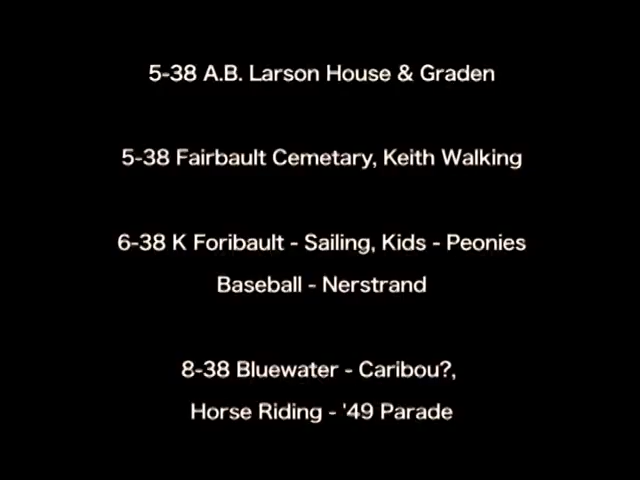 5-38 A.B. Larson House & Graden
5-38 Fairbault Cemetary, Keith Walking
6-38 K Foribault - Sailing, Kids - Peonies
Baseball - Nerstrand
8-38 Bluewater - Caribou?,
Horse Riding - '49 Parade